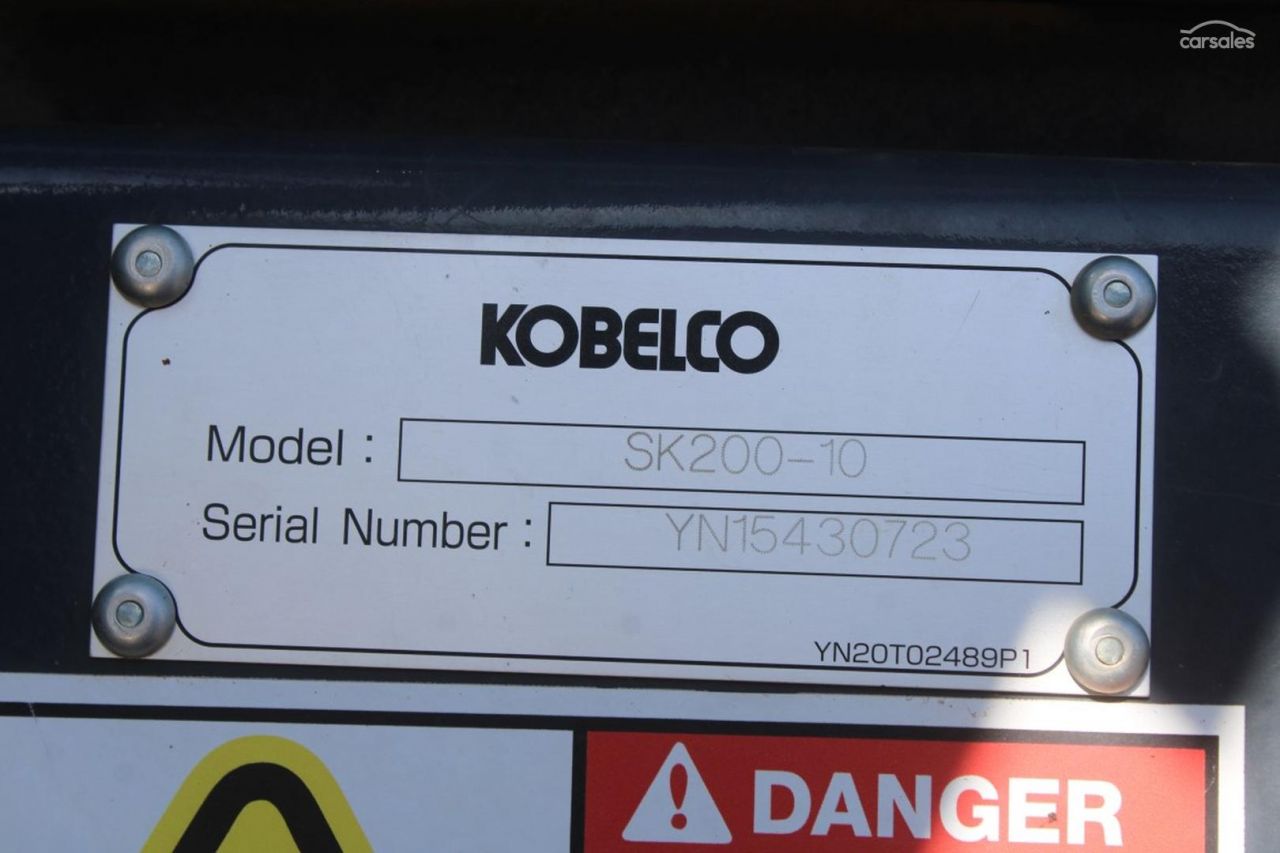 carsales
KOBELCO
Model : SK200-10
Serial Number : YN15430723
YN20T02489P1
DANGER